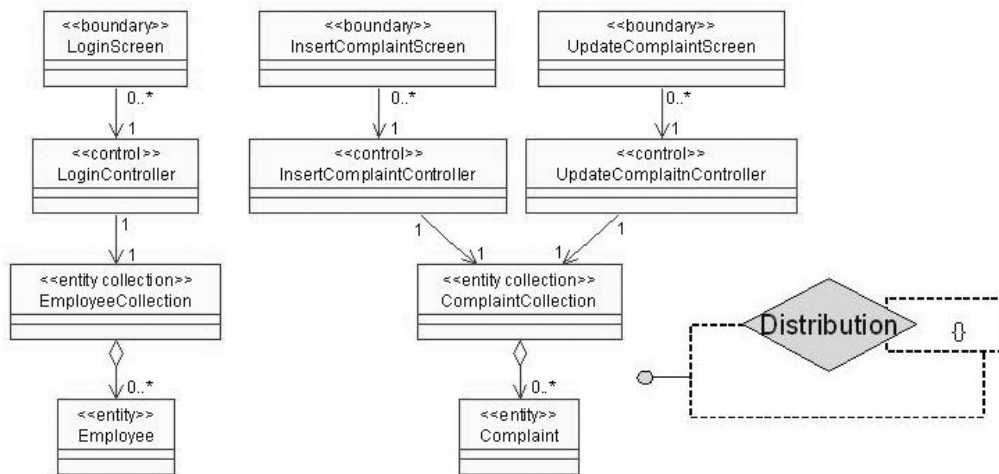 <<boundary>>
LoginScreen
<<boundary>>
InsertComplaintScreen
<<boundary>>
UpdateComplaintScreen
0..*
0..*
0..*
1
1
1
<<control>>
LoginController
<<control>>
InsertComplaintController
<<control>>
UpdateComplaitnController
1
1
1
1
1
1
<<entity collection>>
EmployeeCollection
<<entity collection>>
ComplaintCollection
Distribution
{}
0..*
0..*
<<entity>>
Employee
<<entity>>
Complaint